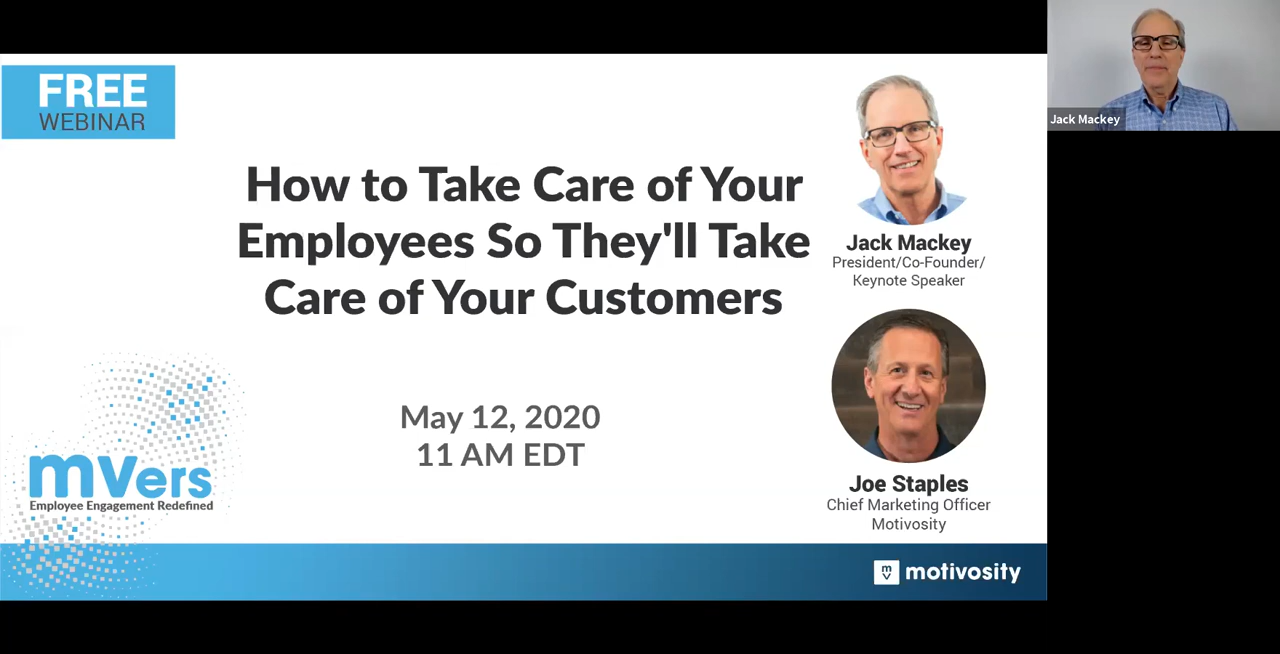 FREE
WEBINAR
How to Take Care of Your
Employees So They'll Take
Care of Your Customers
May 12, 2020
11 AM EDT
mVers
Employee Engagement Redefined
Jack Mackey
President/Co-Founder/
Keynote Speaker
Joe Staples
Chief Marketing Officer
Motivosity
mv motivosity
Jack Mackey